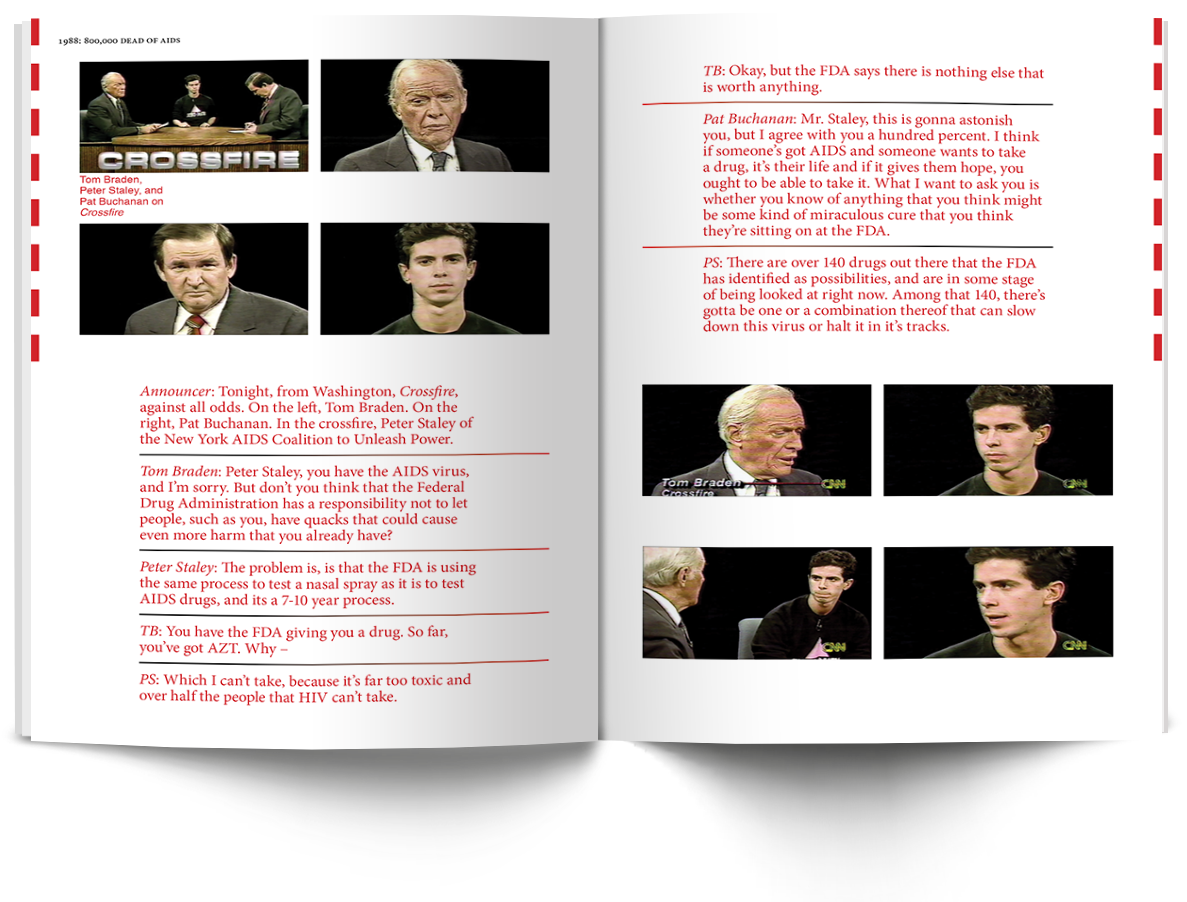 1988: 800,000 DEAD OF AIDS
CROSSFIRE
Tom Braden,
Peter Staley, and
Pat Buchanan on
Crossfire
Announcer: Tonight, from Washington, Crossfire,
against all odds. On the left, Tom Braden. On the
right, Pat Buchanan. In the crossfire, Peter Staley of
the New York AIDS Coalition to Unleash Power.
Tom Braden: Peter Staley, you have the AIDS virus,
and I'm sorry. But don't you think that the Federal
Drug Administration has a responsibility not to let
people, such as you, have quacks that could cause
even more harm that you already have?
Peter Staley: The problem is, is that the FDA is using
the same process to test a nasal spray as it is to test
AIDS drugs, and its a 7-10 year process.
TB: You have the FDA giving you a drug. So far,
you've got AZT. Why –
PS: Which I can't take, because it's far too toxic and
over half the people that HIV can't take.
TB: Okay, but the FDA says there is nothing else that
is worth anything.
Pat Buchanan: Mr. Staley, this is gonna astonish
you, but I agree with you a hundred percent. I think
if someone's got AIDS and someone wants to take
a drug, it's their life and if it gives them hope, you
ought to be able to take it. What I want to ask you is
whether you know of anything that you think might
be some kind of miraculous cure that you think
they're sitting on at the FDA.
PS: There are over 140 drugs out there that the FDA
has identified as possibilities, and are in some stage
of being looked at right now. Among that 140, there's
gotta be one or a combination thereof that can slow
down this virus or halt it in it's tracks.
Tom Braden
Crossfire
CNN
CNN
CNN
CNN